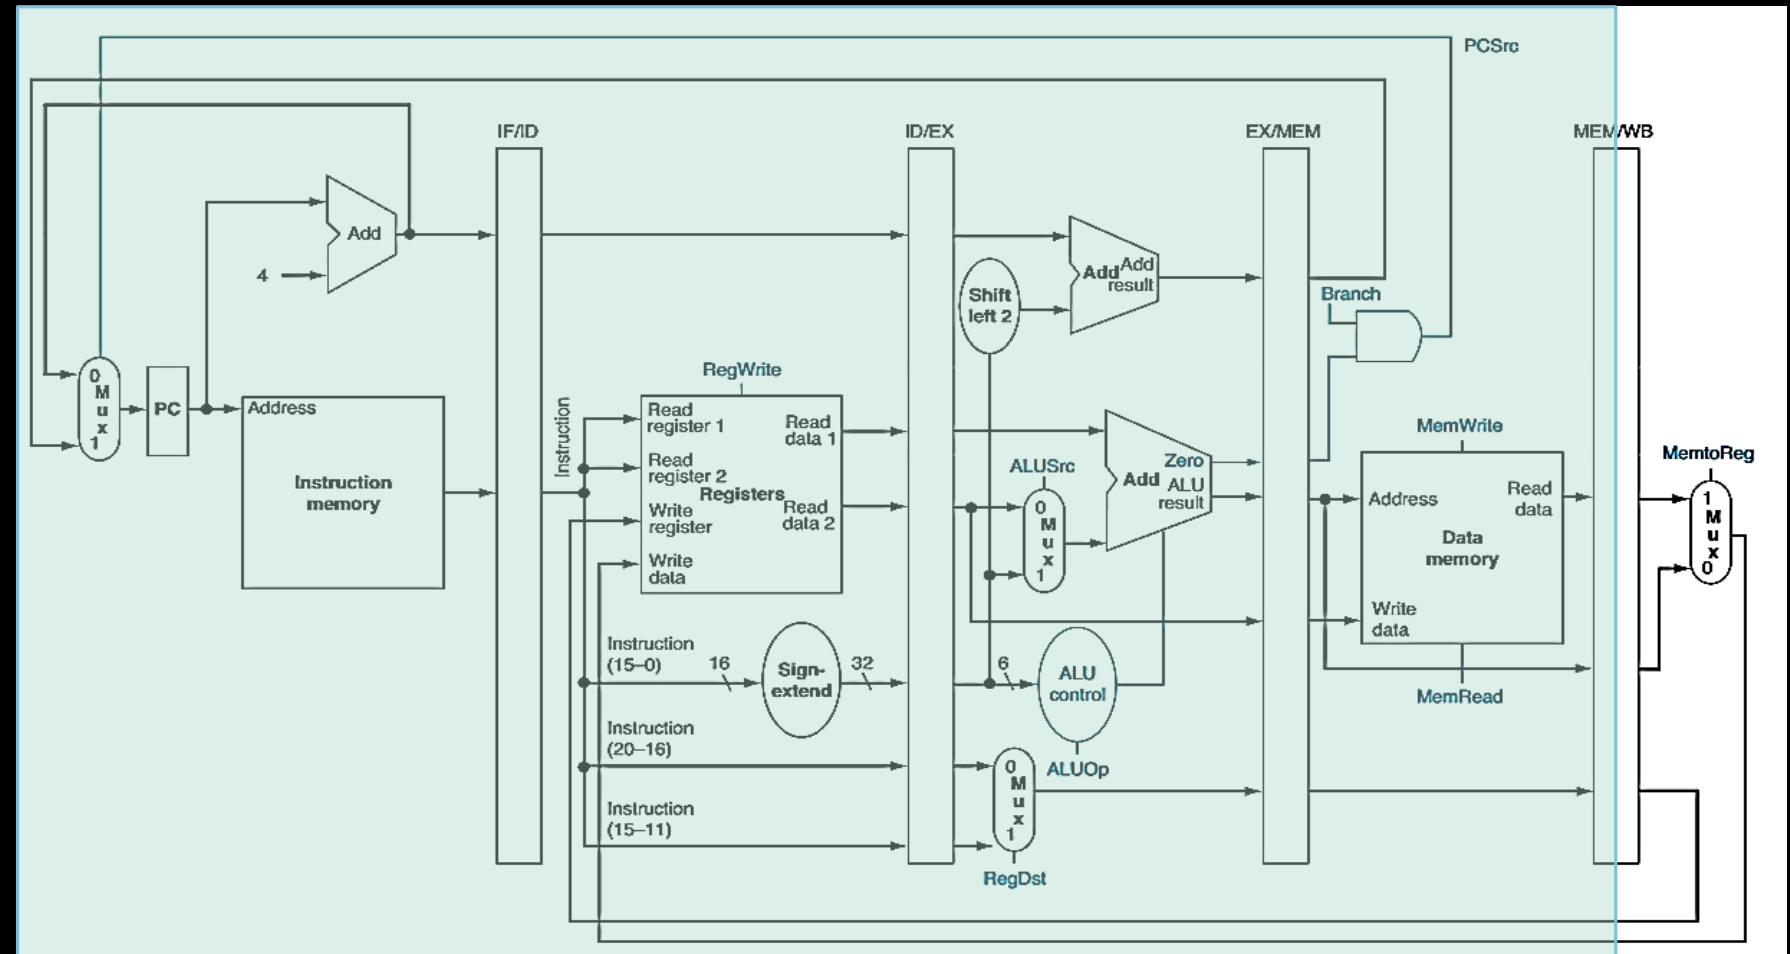 PCSrc
IF/ID
ID/EX
EX/MEM
MEM/WB
Add
4
Add Add
result
Shift
left 2
Branch
RegWrite
0
M
u
x
1
PC
Address
Instruction
memory
Instruction
Read
register 1
Read
data 1
Read
register 2
Registers
Write
register
Read
data 2
Write
data
ALUSrc
0
M
u
x
1
Add
Zero
ALU
result
MemWrite
Address
Read
data
Data
memory
Write
data
MemRead
MemtoReg
1
M
u
x
0
Instruction
(15–0)
16
Sign-
extend
32
6
ALU
control
ALUOp
Instruction
(20–16)
Instruction
(15–11)
0
M
u
x
1
RegDst